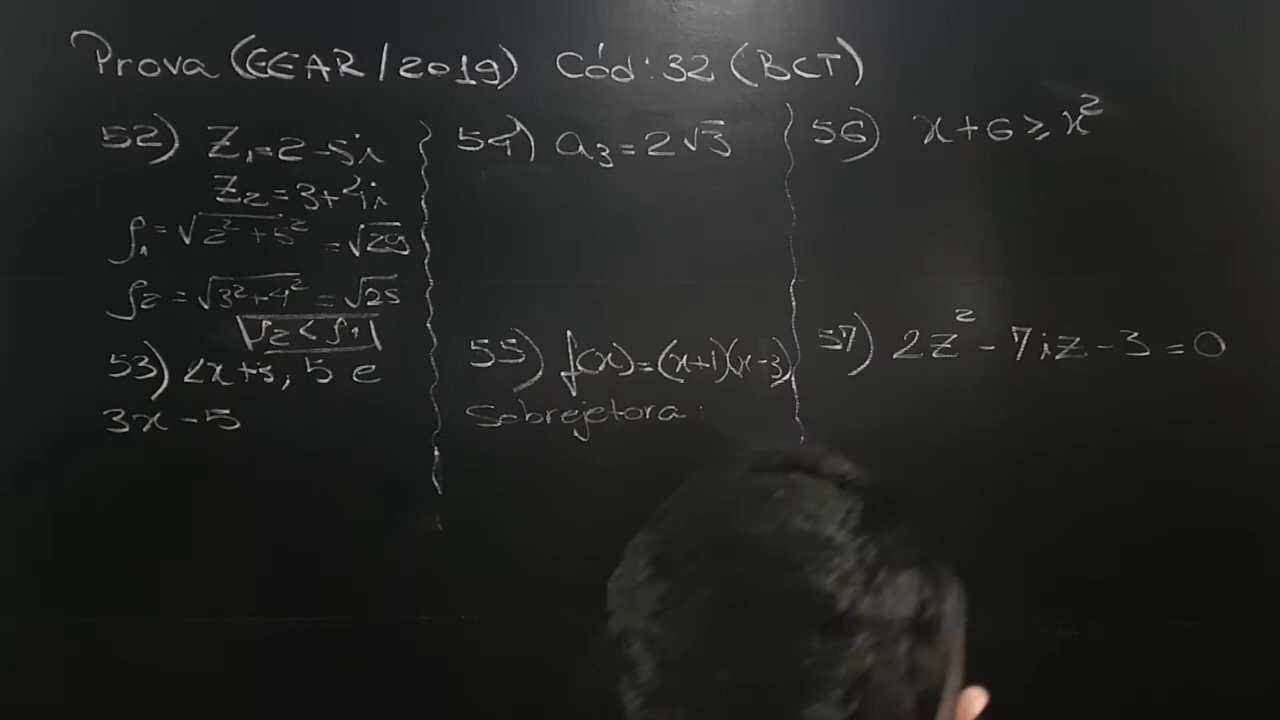 Prova (EEAR/2019) Cód: 32 (BCT)
52) Z₁=2-5i
Z₂=3+4i
ρ₁=√2²+5² =√29
ρ₂=√3²+4² =√25
ρ₂<ρ1
53) 2x+5, 5 e
3x-5
54) a₃=2√3
55) f(x)=(x+1)(x-3)
Sobrejetora:
56) x+6≥x²
57) 2z²-7iz-3=0